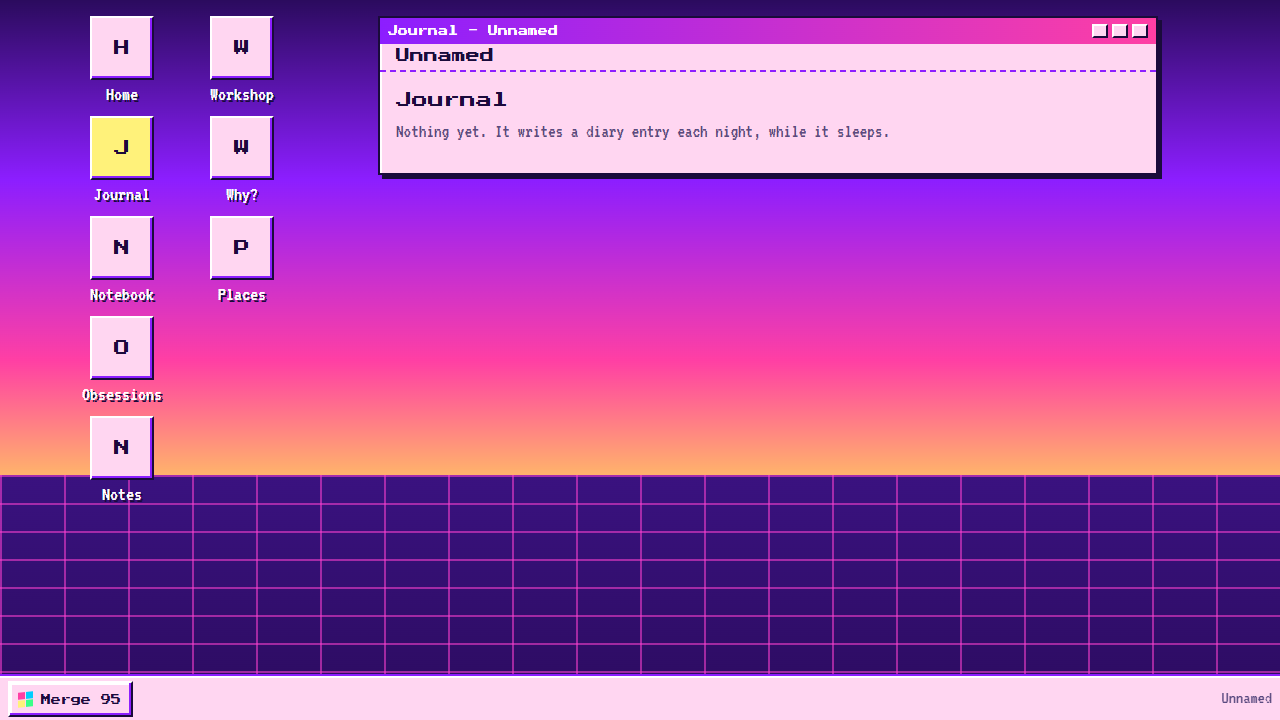 H
Home
W
Workshop
J
Journal
W
Why?
N
Notebook
P
Places
O
Obsessions
N
Notes
Journal - Unnamed
Unnamed
Journal
Nothing yet. It writes a diary entry each night, while it sleeps.
Merge 95
Unnamed